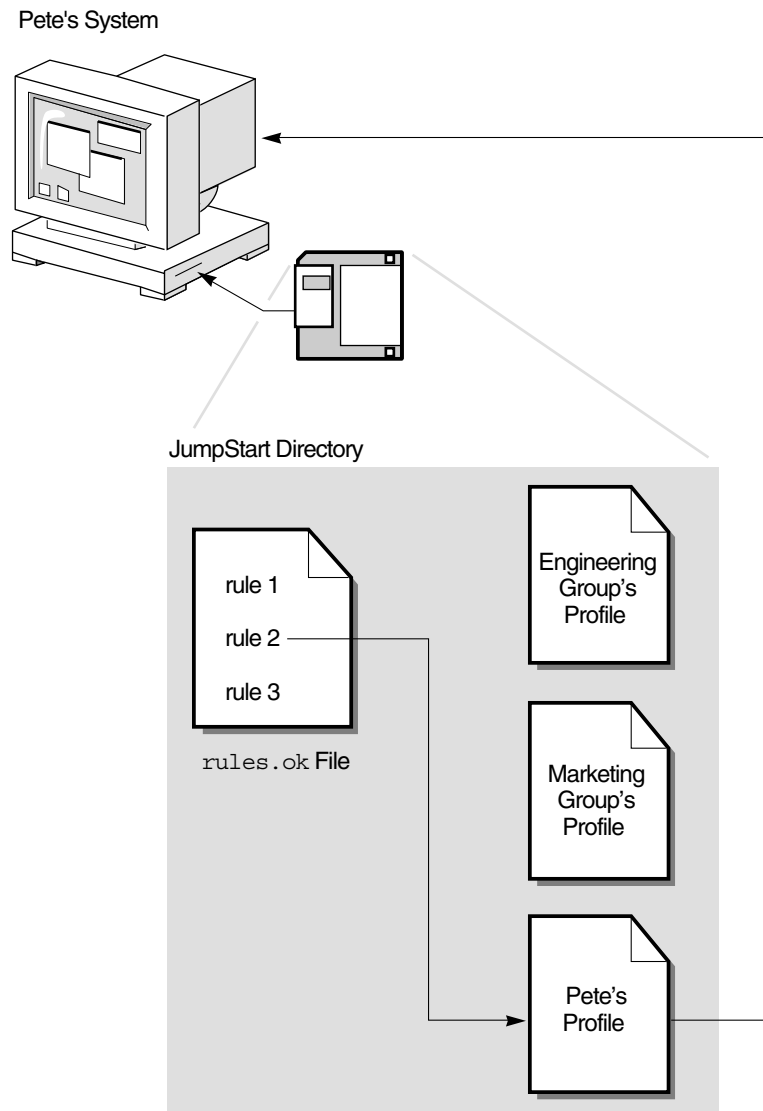 Pete's System
JumpStart Directory
rule 1
rule 2
rule 3
rules.ok File
Engineering
Group's
Profile
Marketing
Group's
Profile
Pete's
Profile